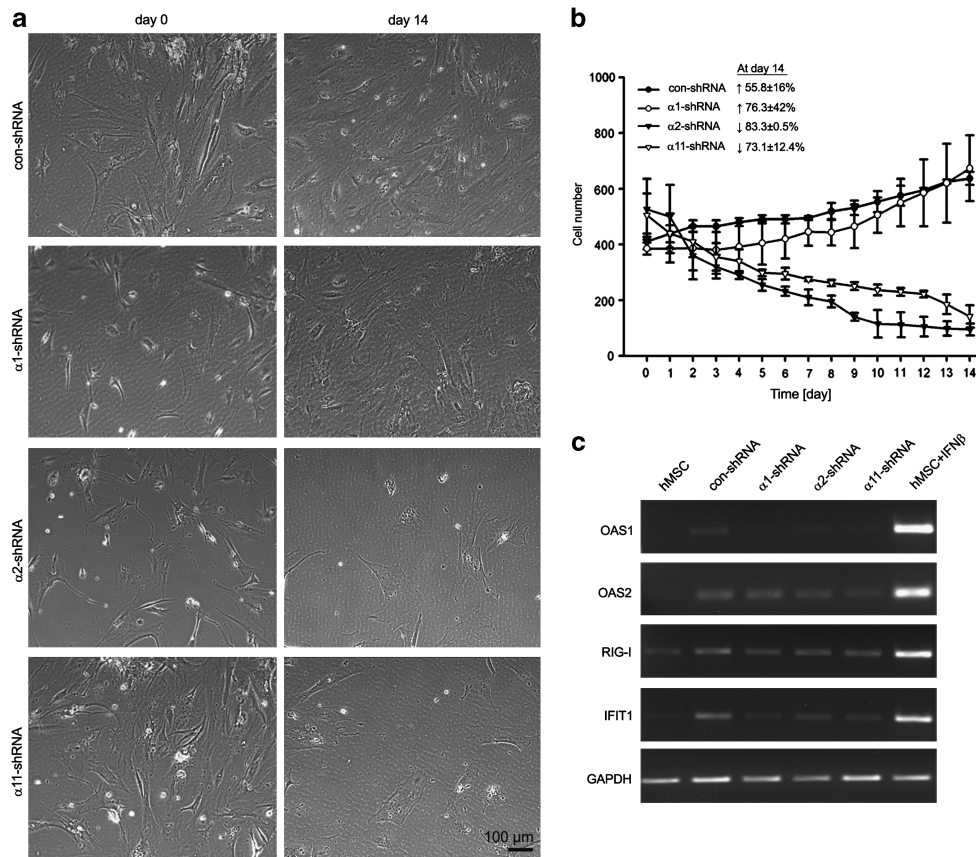 a
day 0
day 14
con-shRNA
α1-shRNA
α2-shRNA
α11-shRNA
100 µm
b
At day 14
con-shRNA ↑ 55.8±16%
α1-shRNA ↑ 76.3±42%
α2-shRNA ↓ 83.3±0.5%
α11-shRNA ↓ 73.1±12.4%
1000
800
600
400
200
0
Cell number
0 1 2 3 4 5 6 7 8 9 10 11 12 13 14
Time [day]
c
hMSC
con-shRNA
α1-shRNA
α2-shRNA
α11-shRNA
hMSC+IFNβ
OAS1
OAS2
RIG-I
IFIT1
GAPDH